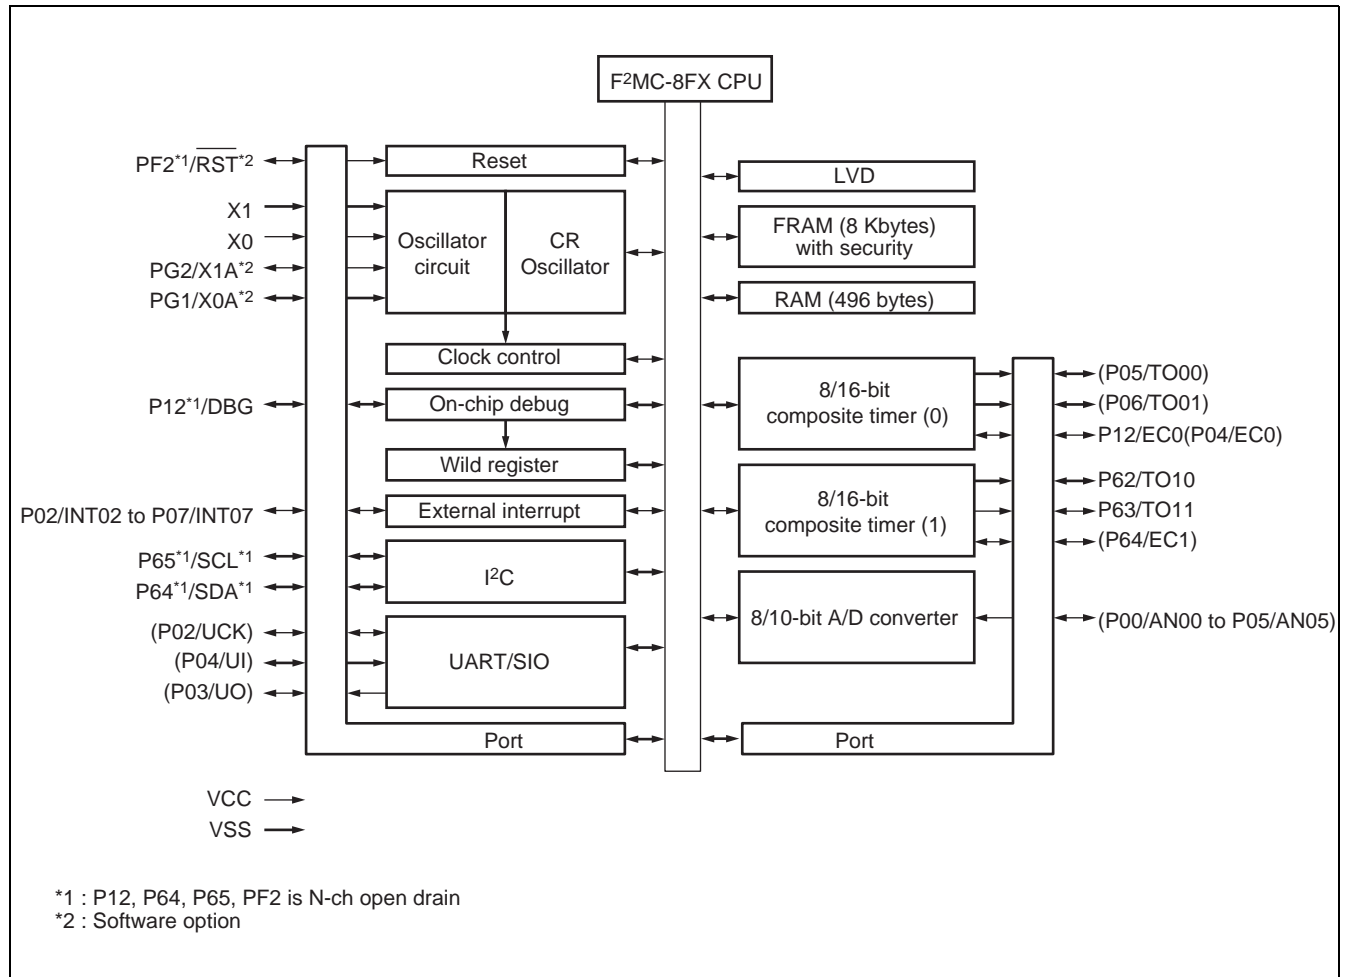 F²MC-8FX CPU
PF2*1/RST*2
Reset
LVD
X1
X0
PG2/X1A*2
PG1/X0A*2
Oscillator
circuit
CR
Oscillator
FRAM (8 Kbytes)
with security
RAM (496 bytes)
Clock control
P12*1/DBG
On-chip debug
Wild register
8/16-bit
composite timer (0)
(P05/TO00)
(P06/TO01)
P12/EC0(P04/EC0)
P02/INT02 to P07/INT07
External interrupt
8/16-bit
composite timer (1)
P62/TO10
P63/TO11
(P64/EC1)
P65*1/SCL*1
P64*1/SDA*1
I²C
8/10-bit A/D converter
(P00/AN00 to P05/AN05)
(P02/UCK)
(P04/UI)
(P03/UO)
UART/SIO
Port
Port
VCC
VSS
*1 : P12, P64, P65, PF2 is N-ch open drain
*2 : Software option